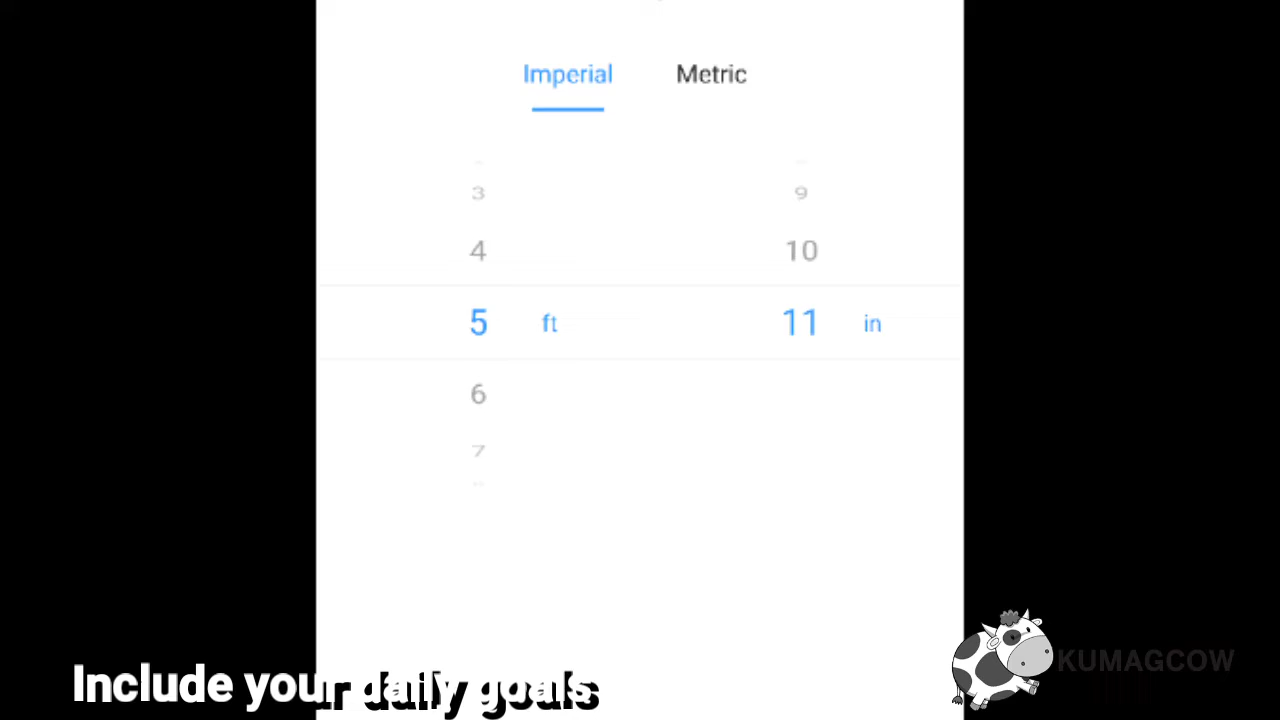 Imperial Metric
3 9
4 10
5 ft 11 in
6
7
Include your daily goals
KUMAGCOW